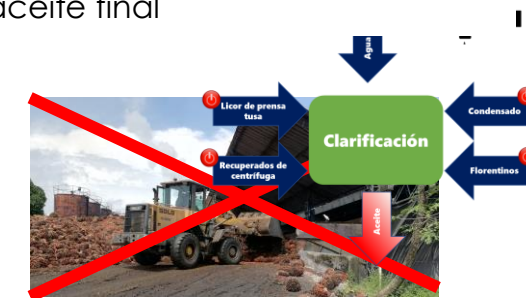 aceite final
Agua
Licor de prensa
tusa
Condensado
Clarificación
Recuperados de
centrífuga
Florentinos
Aceite